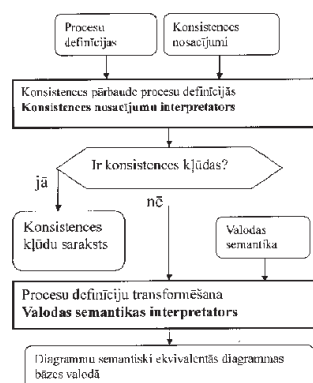 Procesu
definīcijas
Konsistences
nosacījumi
Konsistences pārbaude procesu definīcijās
Konsistences nosacījumu interpretators
Ir konsistences kļūdas?
jā
nē
Konsistences
kļūdu saraksts
Valodas
semantika
Procesu definīciju transformēšana
Valodas semantikas interpretators
Diagrammu semantiski ekvivalentās diagrammas
bāzes valodā